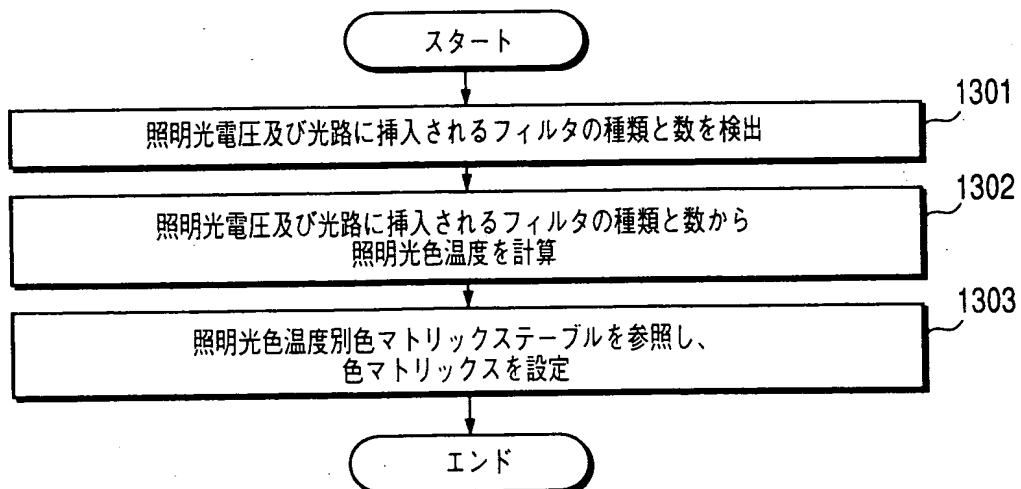 スタート
1301
照明光電圧及び光路に挿入されるフィルタの種類と数を検出
1302
照明光電圧及び光路に挿入されるフィルタの種類と数から
照明光色温度を計算
1303
照明光色温度別色マトリックステーブルを参照し、
色マトリックスを設定
エンド